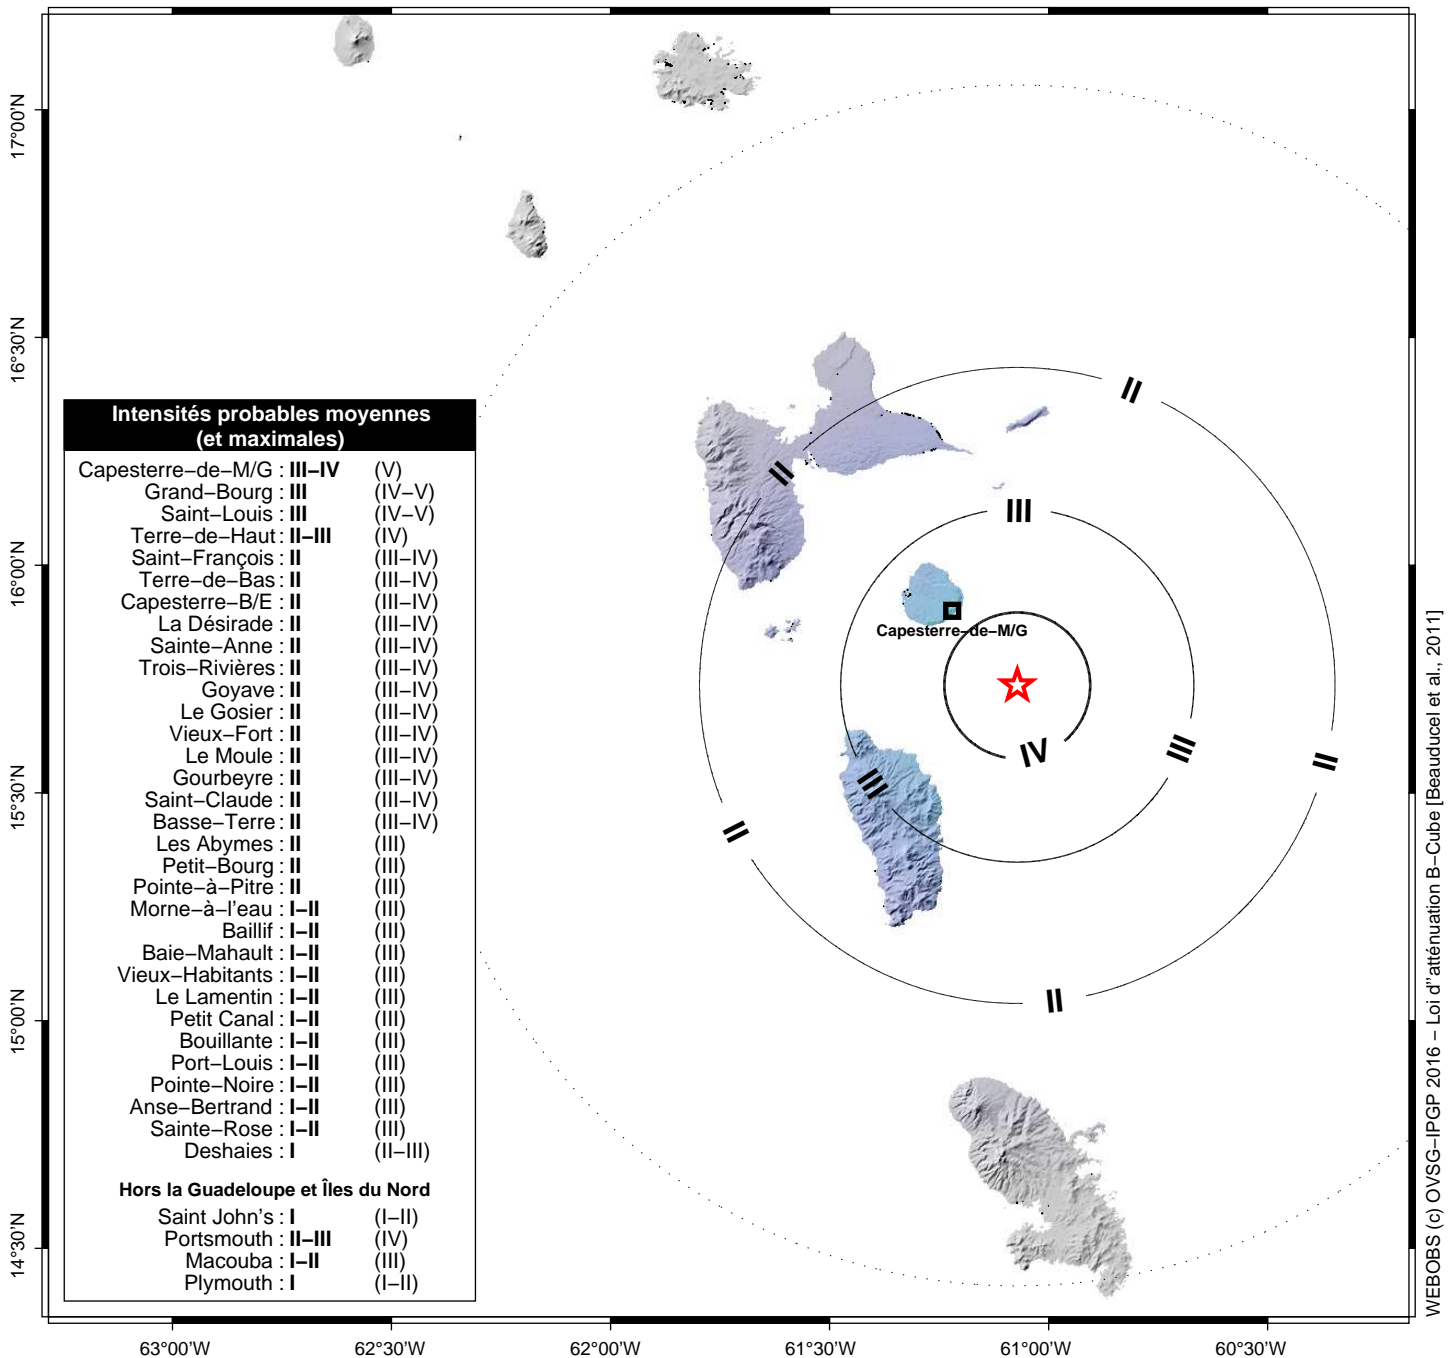 17°00'N
16°30'N
16°00'N
15°30'N
15°00'N
14°30'N
Intensités probables moyennes
(et maximales)
Capesterre−de−M/G : III−IV (V)
Grand−Bourg : III (IV−V)
Saint−Louis : III (IV−V)
Terre−de−Haut : II−III (IV)
Saint−François : II (III−IV)
Terre−de−Bas : II (III−IV)
Capesterre−B/E : II (III−IV)
La Désirade : II (III−IV)
Sainte−Anne : II (III−IV)
Trois−Rivières : II (III−IV)
Goyave : II (III−IV)
Le Gosier : II (III−IV)
Vieux−Fort : II (III−IV)
Le Moule : II (III−IV)
Gourbeyre : II (III−IV)
Saint−Claude : II (III−IV)
Basse−Terre : II (III−IV)
Les Abymes : II (III)
Petit−Bourg : II (III)
Pointe−à−Pitre : II (III)
Morne−à−l'eau : I−II (III)
Baillif : I−II (III)
Baie−Mahault : I−II (III)
Vieux−Habitants : I−II (III)
Le Lamentin : I−II (III)
Petit Canal : I−II (III)
Bouillante : I−II (III)
Port−Louis : I−II (III)
Pointe−Noire : I−II (III)
Anse−Bertrand : I−II (III)
Sainte−Rose : I−II (III)
Deshaies : I (II−III)
Hors la Guadeloupe et Îles du Nord
Saint John's : I (I−II)
Portsmouth : II−III (IV)
Macouba : I−II (III)
Plymouth : I (I−II)
II
II
III
Capesterre−de−M/G
IV
III
II
III
II
II
63°00'W
62°30'W
62°00'W
61°30'W
61°00'W
60°30'W
WEBOBS (c) OVSG−IPGP 2016 − Loi d''atténuation B−Cube [Beauducel et al., 2011]